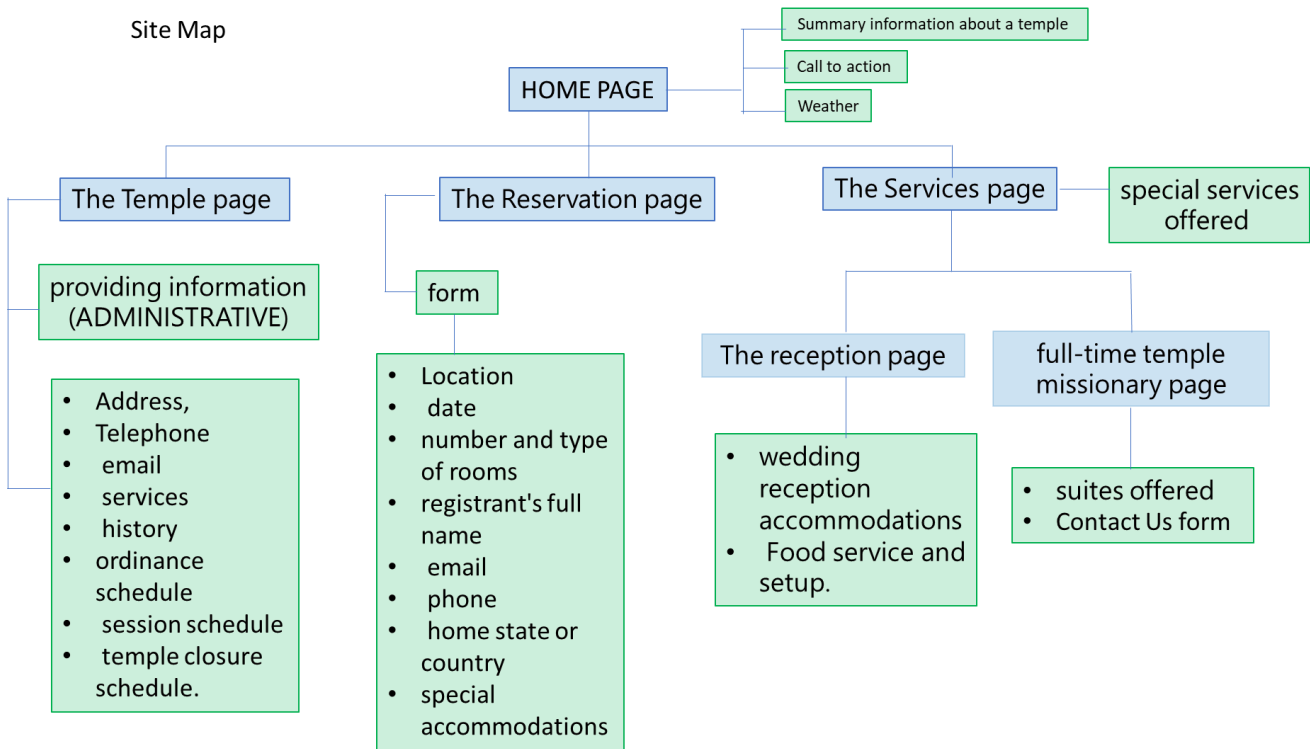 Site Map
Summary information about a temple
Call to action
Weather
HOME PAGE
The Temple page
The Reservation page
The Services page
special services
offered
providing information
(ADMINISTRATIVE)
• Address,
• Telephone
• email
• services
• history
• ordinance
schedule
• session schedule
• temple closure
schedule.
form
• Location
• date
• number and type
of rooms
• registrant's full
name
• email
• phone
• home state or
country
• special
accommodations
The reception page
• wedding
reception
accommodations
• Food service and
setup.
full-time temple
missionary page
• suites offered
• Contact Us form